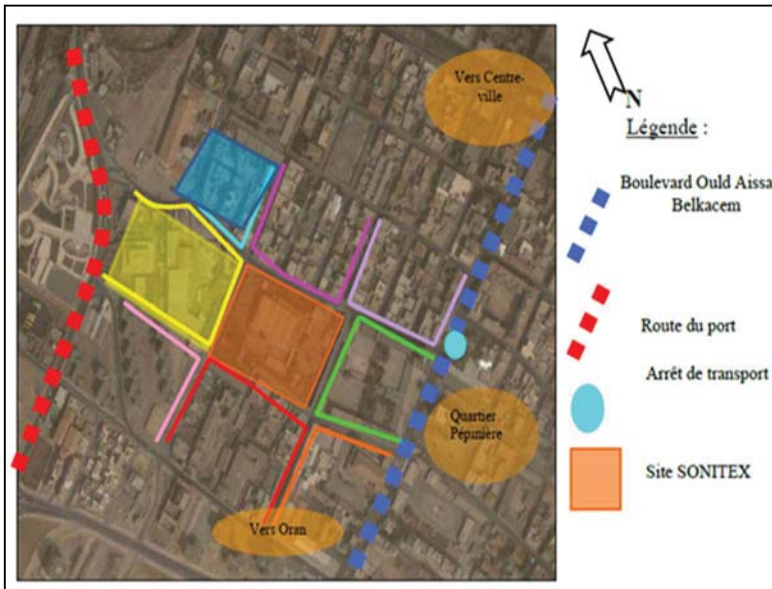 Vers Centre-
ville
N
Légende :
Boulevard Ould Aissa
Belkacem
Route du port
Arrêt de transport
Quartier
Pépinière
Site SONITEX
Vers Oran